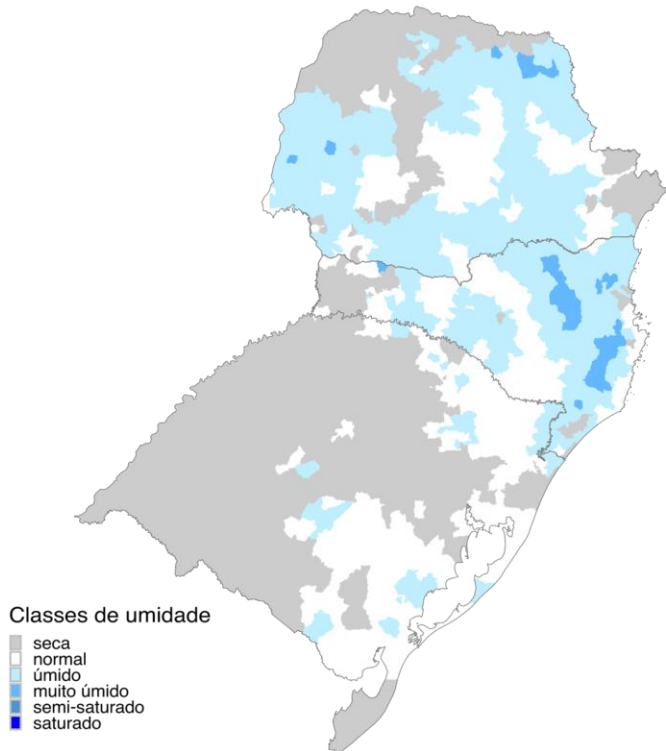 Classes de umidade
seca
normal
úmido
muito úmido
semi-saturado
saturado